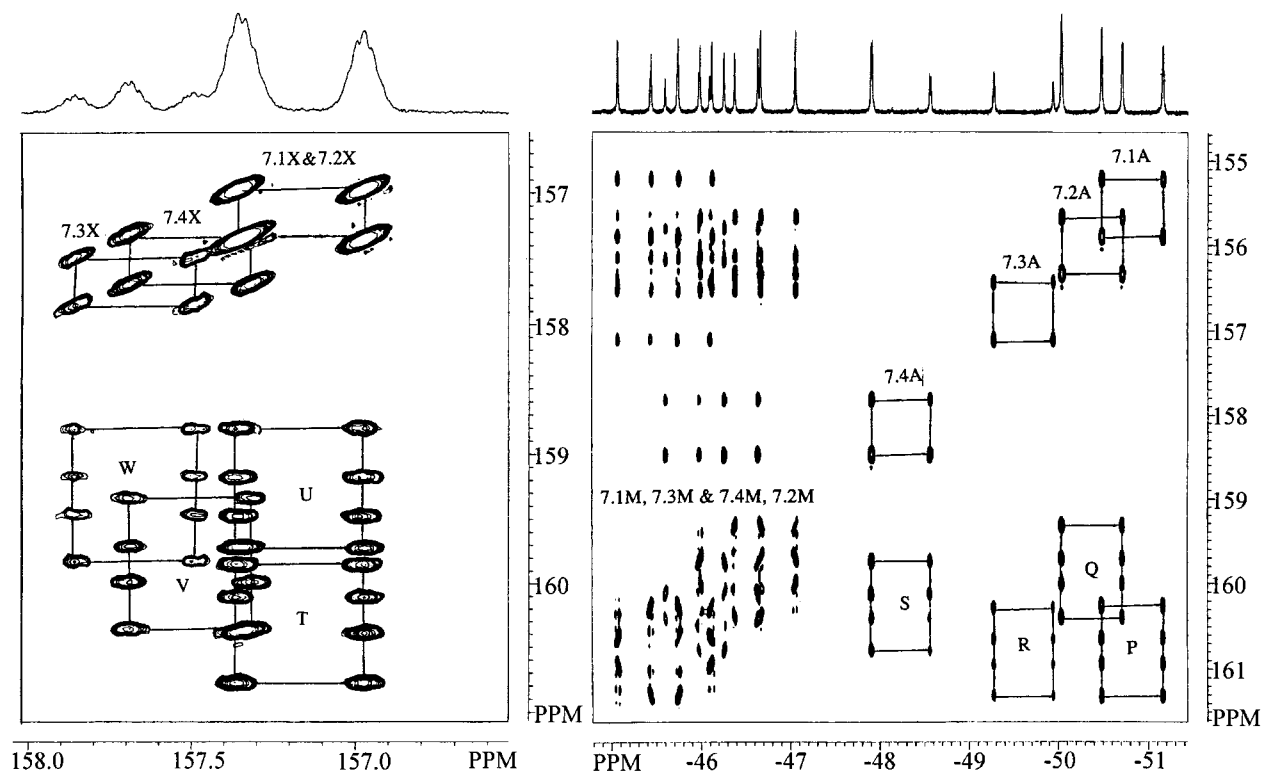 7.1X&7.2X
7.4X
7.3X
W
U
V
T
157
158
159
160
PPM
158.0
157.5
157.0
PPM
7.1A
7.2A
7.3A
7.4A
7.1M, 7.3M & 7.4M, 7.2M
Q
S
R
P
155
156
157
158
159
160
161
PPM
PPM
-46
-47
-48
-49
-50
-51